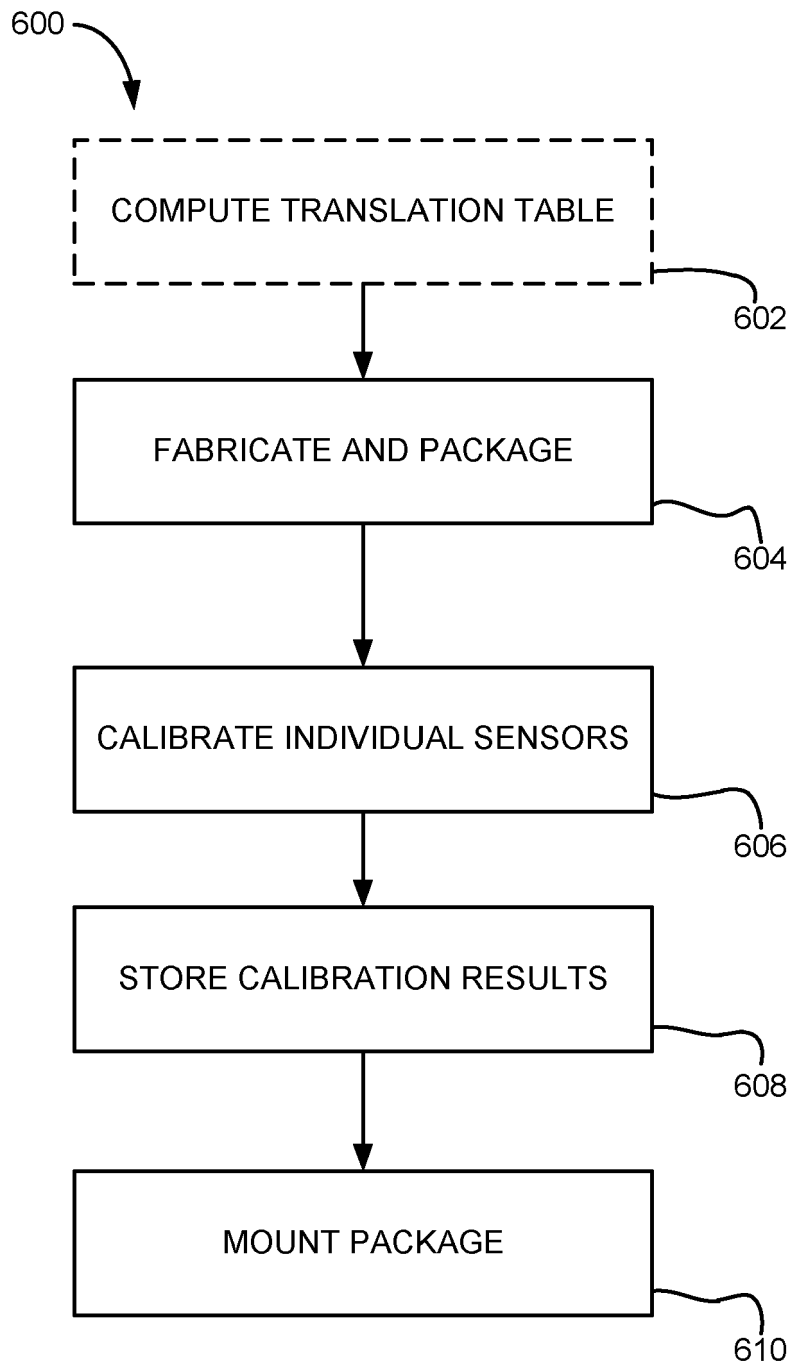 600
COMPUTE TRANSLATION TABLE
602
FABRICATE AND PACKAGE
604
CALIBRATE INDIVIDUAL SENSORS
606
STORE CALIBRATION RESULTS
608
MOUNT PACKAGE
610